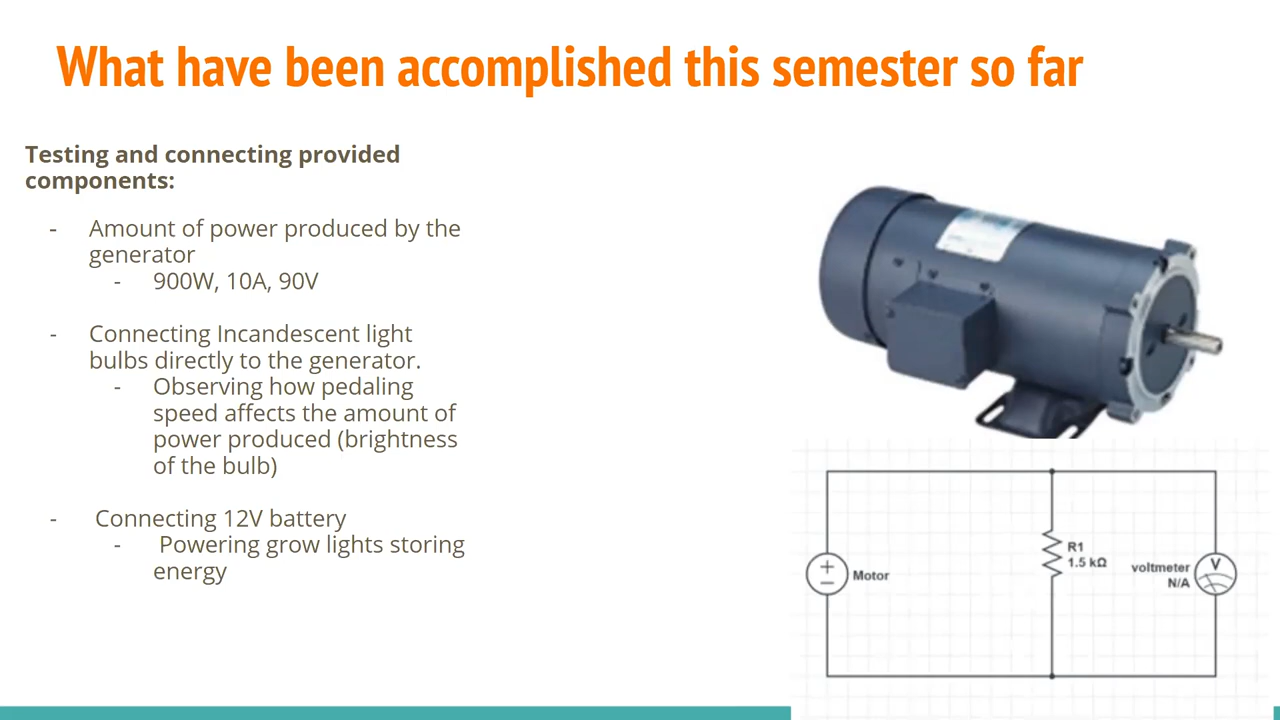 What have been accomplished this semester so far
Testing and connecting provided
components:
- Amount of power produced by the
generator
- 900W, 10A, 90V
- Connecting Incandescent light
bulbs directly to the generator.
- Observing how pedaling
speed affects the amount of
power produced (brightness
of the bulb)
- Connecting 12V battery
- Powering grow lights storing
energy
Motor
R1
1.5 kΩ
voltmeter
N/A
V